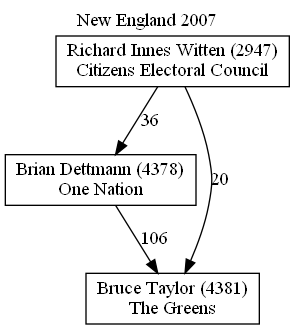 New England 2007
Richard Innes Witten (2947)
Citizens Electoral Council
36
Brian Dettmann (4378)
One Nation
20
106
Bruce Taylor (4381)
The Greens